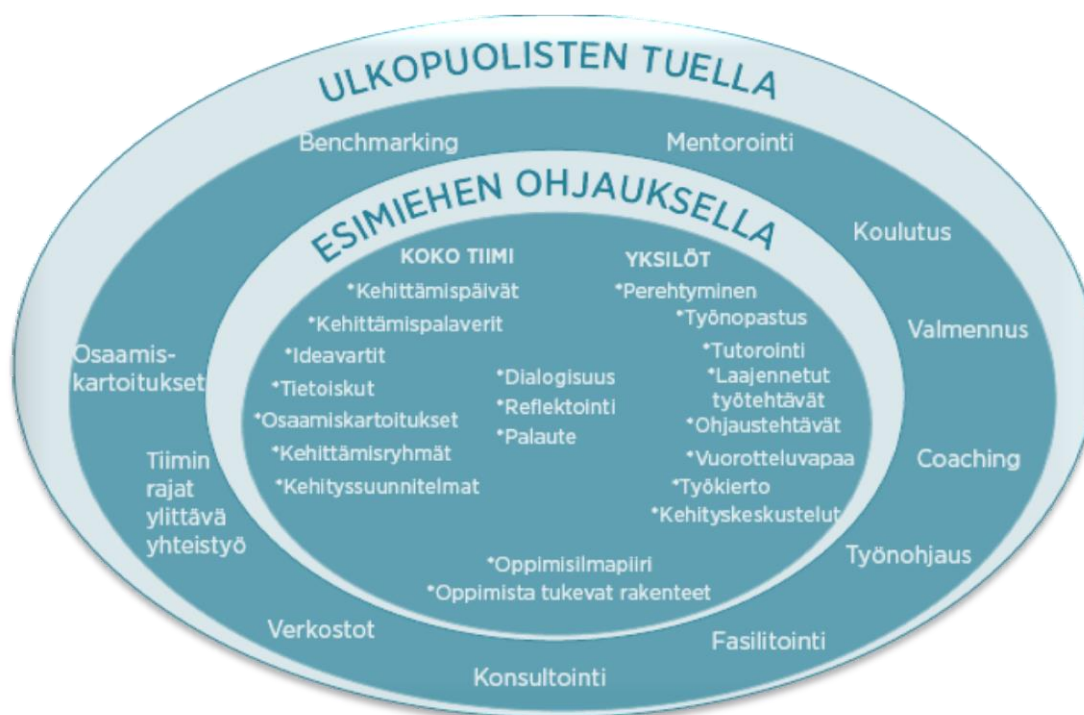 ULKOPUOLISTEN TUELLA
Benchmarking
Mentorointi
Koulutus
Valmennus
Coaching
Työnohjaus
Fasilitointi
Konsultointi
Verkostot
Tiimin
rajat
ylittävä
yhteistyö
Osaamis-
kartoitukset
ESIMIEHEN OHJAUKSELLA
KOKO TIIMI
*Kehittämispäivät
*Kehittämispalaverit
*Ideavartit
*Tietoiskut
*Osaamiskartoitukset
*Kehittämisryhmät
*Kehityssuunnitelmat
*Dialogisuus
*Reflektointi
*Palaute
YKSILÖT
*Perehtyminen
*Työnopastus
*Tutorointi
*Laajennetut
työtehtävät
*Ohjaustehtävät
*Vuorotteluvapaa
*Työkierto
*Kehityskeskustelut
*Oppimisilmapiiri
*Oppimista tukevat rakenteet